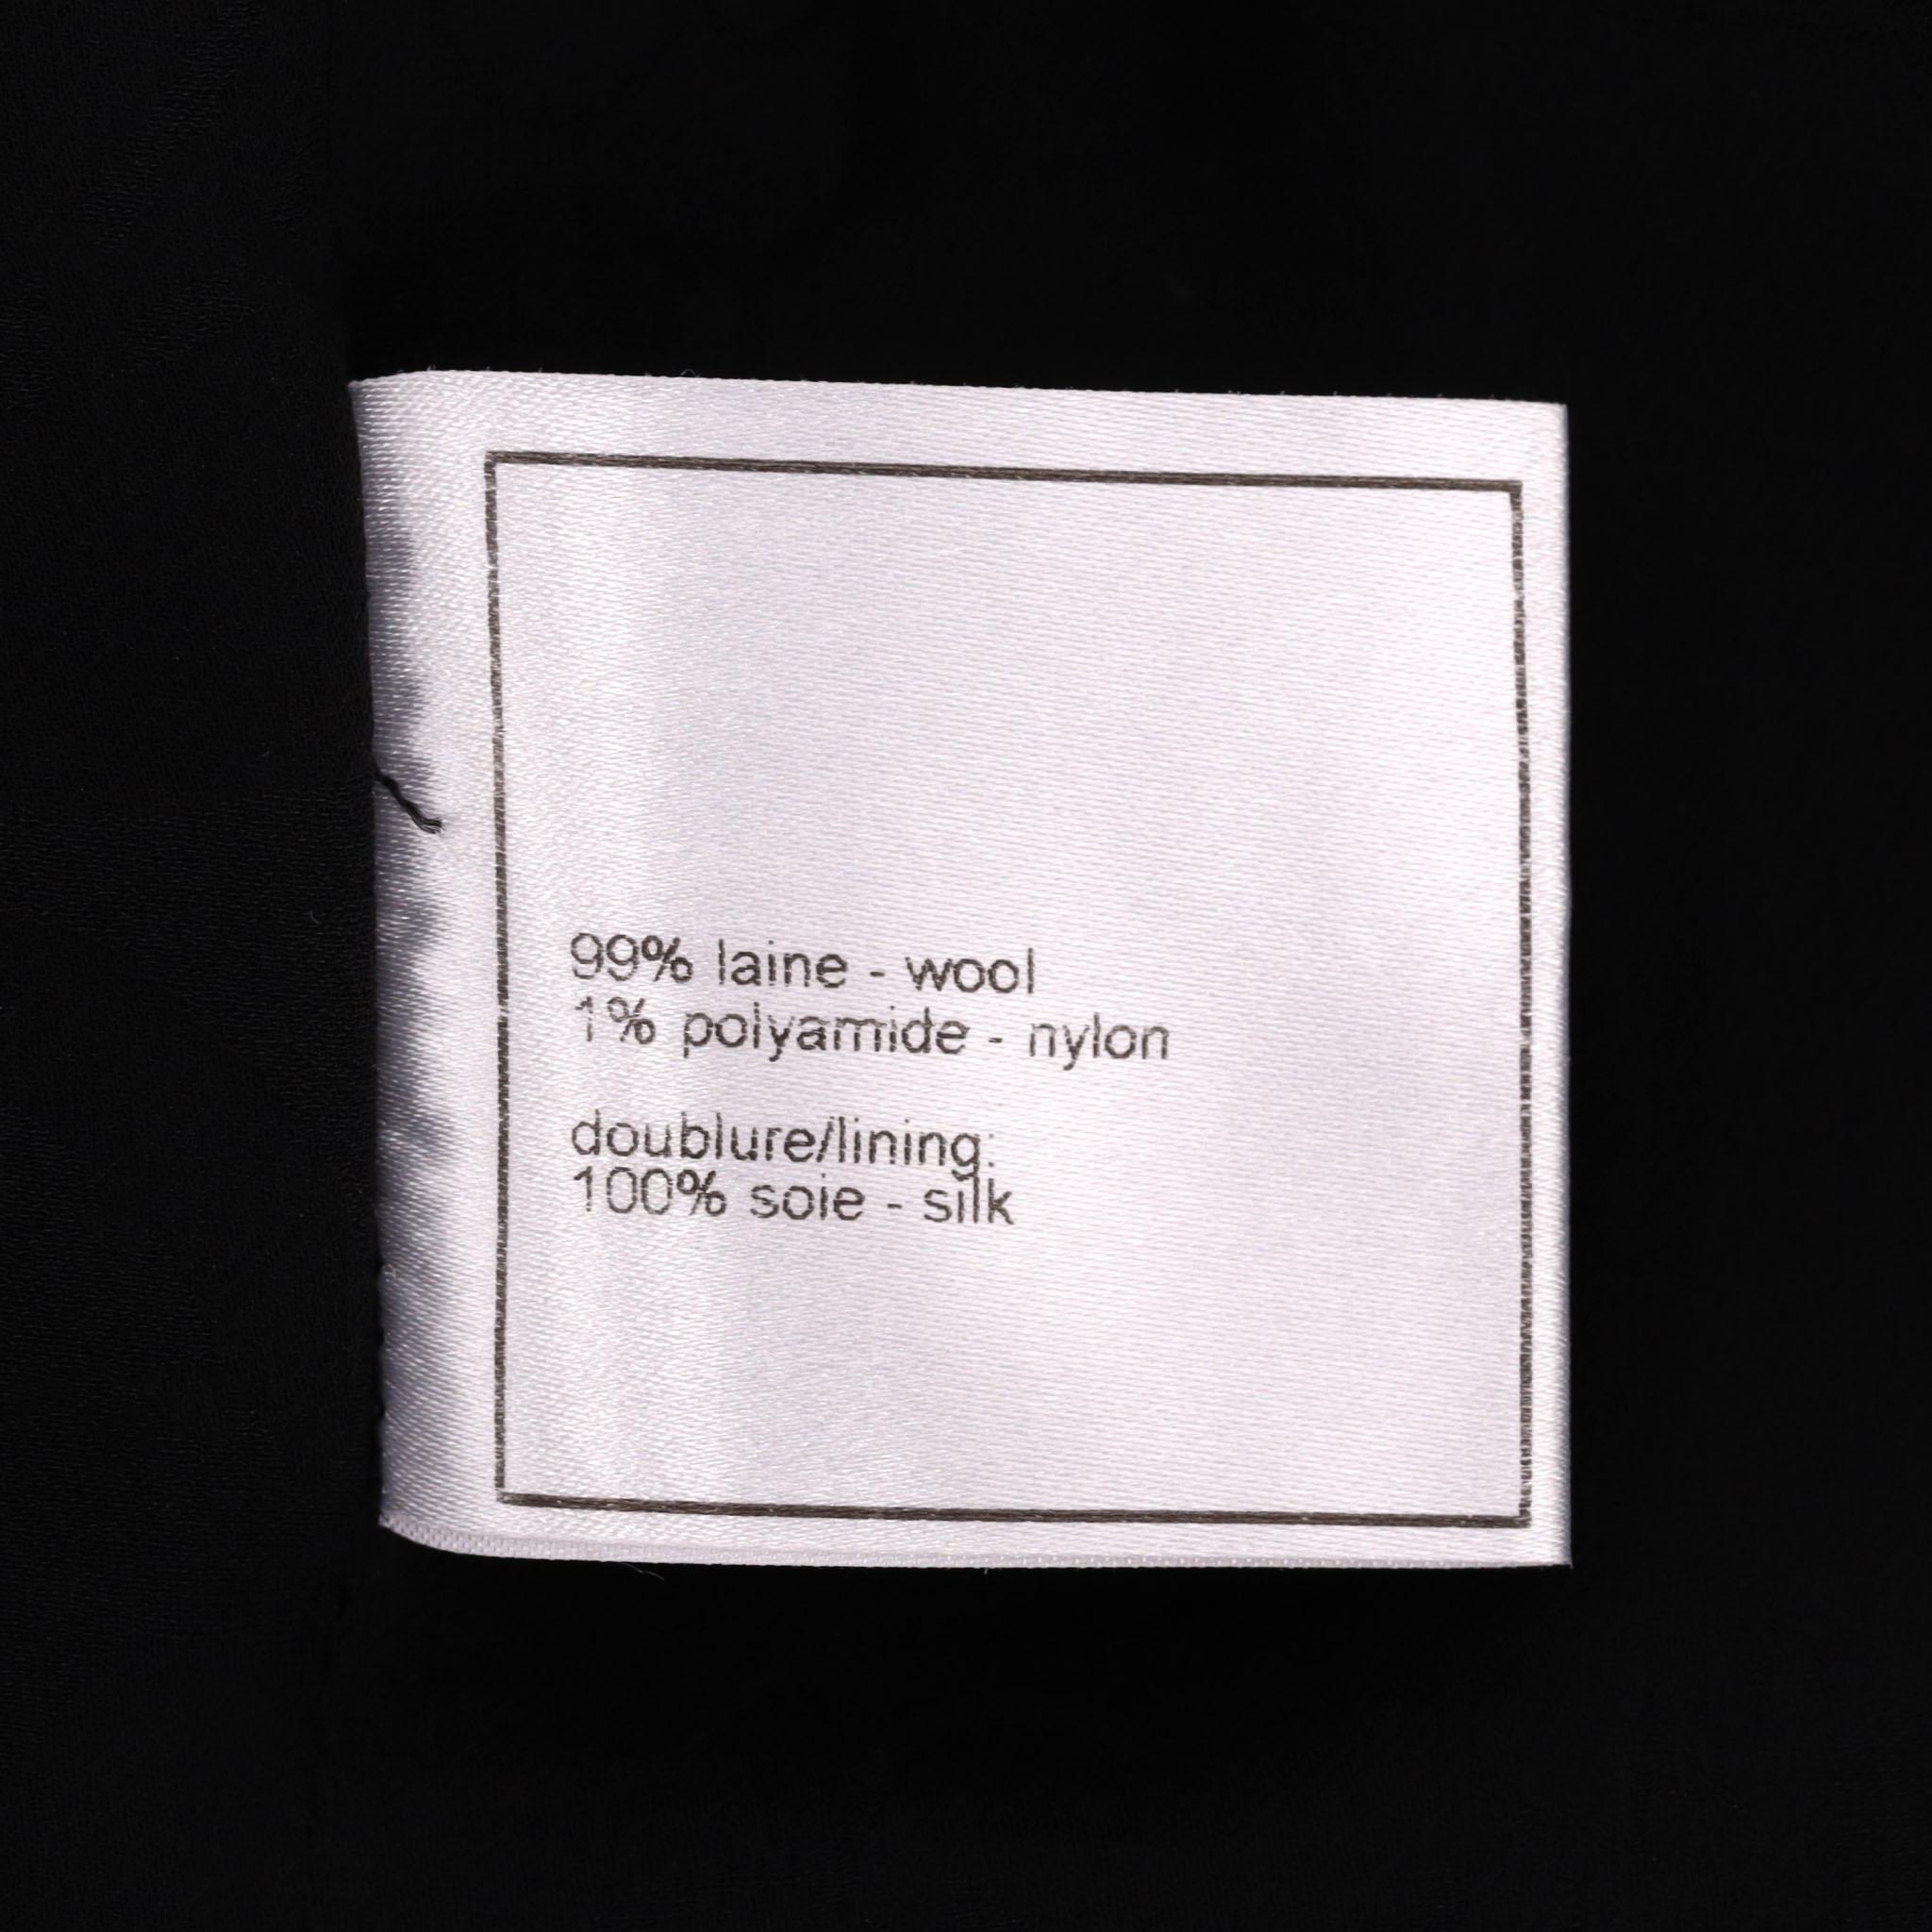 99% laine - wool
1% polyamide - nylon
doublure/lining:
100% soie - silk